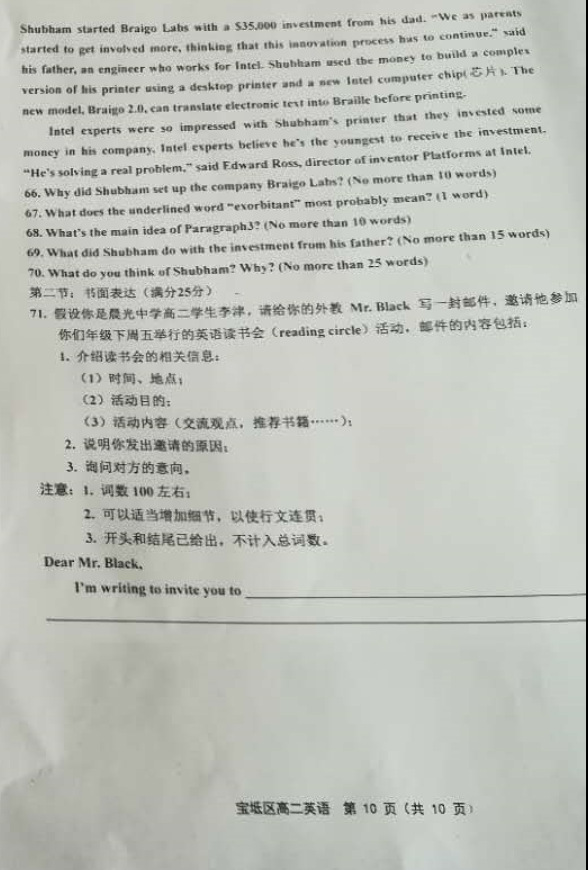 Shubham started Braigo Labs with a $35,000 investment from his dad. “We as parents
started to get involved more, thinking that this innovation process has to continue,” said
his father, an engineer who works for Intel. Shubham used the money to build a complex
version of his printer using a desktop printer and a new Intel computer chip(芯片). The
new model, Braigo 2.0, can translate electronic text into Braille before printing.
Intel experts were so impressed with Shubham’s printer that they invested some
money in his company. Intel experts believe he’s the youngest to receive the investment.
“He’s solving a real problem,” said Edward Ross, director of inventor Platforms at Intel.
66. Why did Shubham set up the company Braigo Labs? (No more than 10 words)
67. What does the underlined word “exorbitant” most probably mean? (1 word)
68. What’s the main idea of Paragraph3? (No more than 10 words)
69. What did Shubham do with the investment from his father? (No more than 15 words)
70. What do you think of Shubham? Why? (No more than 25 words)
第二节：书面表达（满分25分）
71. 假设你是晨光中学高二学生李津，请给你的外教 Mr. Black 写一封邮件，邀请他参加
你们年级下周五举行的英语读书会（reading circle）活动，邮件的内容包括：
1. 介绍读书会的相关信息：
（1）时间、地点；
（2）活动目的；
（3）活动内容（交流观点，推荐书籍……）；
2. 说明你发出邀请的原因；
3. 询问对方的意向。
注意：1. 词数 100 左右；
2. 可以适当增加细节，以使行文连贯；
3. 开头和结尾已给出，不计入总词数。
Dear Mr. Black,
I’m writing to invite you to
宝坻区高二英语 第 10 页（共 10 页）